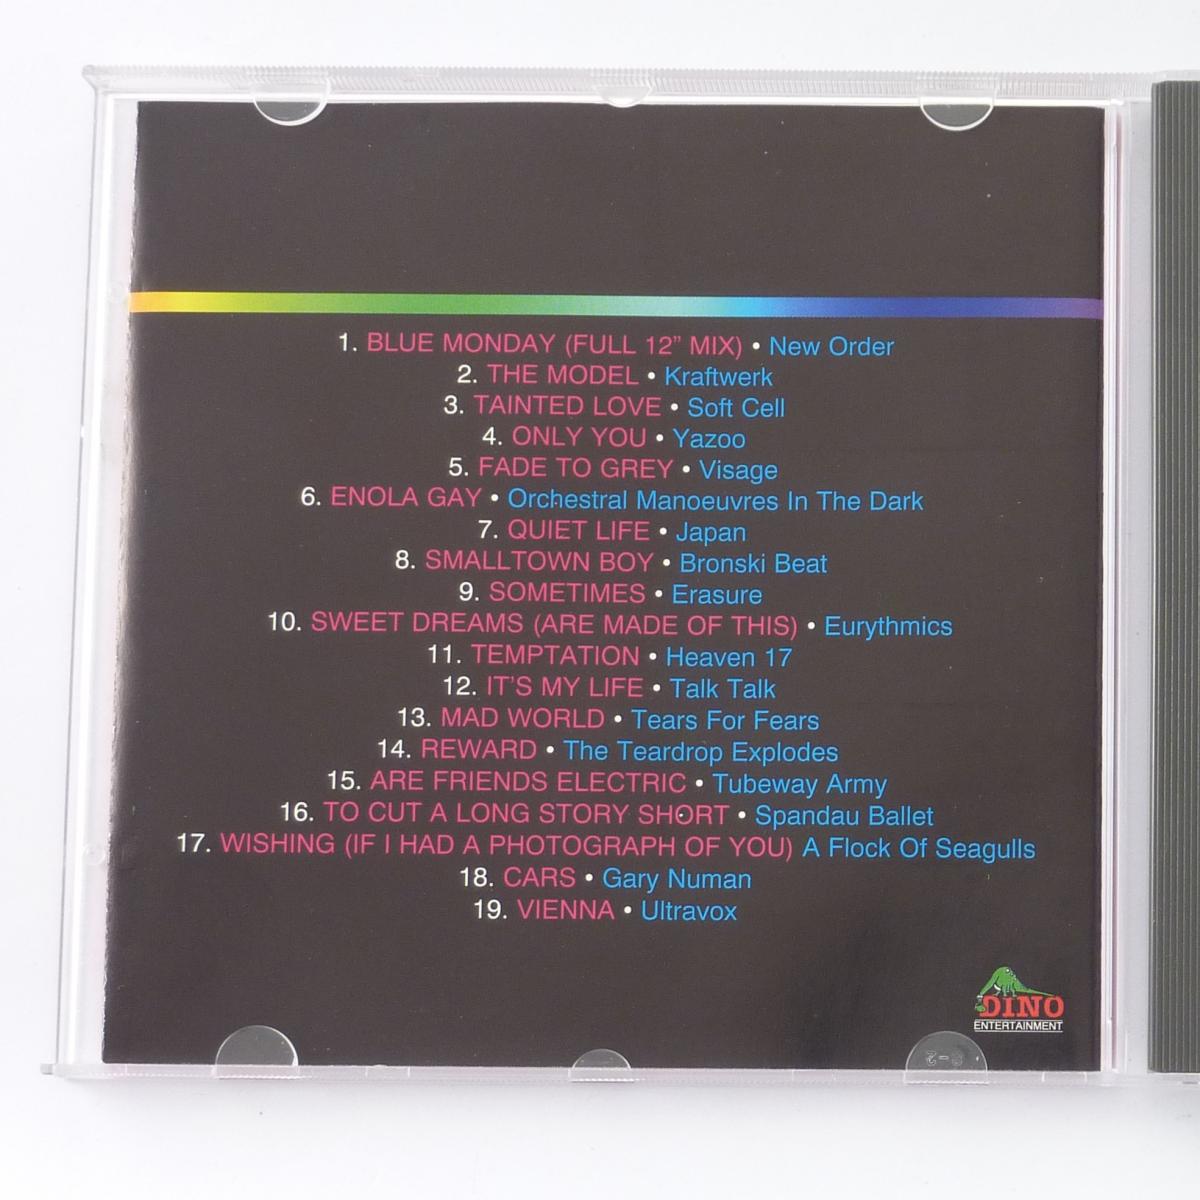 1. BLUE MONDAY (FULL 12” MIX) • New Order
2. THE MODEL • Kraftwerk
3. TAINTED LOVE • Soft Cell
4. ONLY YOU • Yazoo
5. FADE TO GREY • Visage
6. ENOLA GAY • Orchestral Manoeuvres In The Dark
7. QUIET LIFE • Japan
8. SMALLTOWN BOY • Bronski Beat
9. SOMETIMES • Erasure
10. SWEET DREAMS (ARE MADE OF THIS) • Eurythmics
11. TEMPTATION • Heaven 17
12. IT'S MY LIFE • Talk Talk
13. MAD WORLD • Tears For Fears
14. REWARD • The Teardrop Explodes
15. ARE FRIENDS ELECTRIC • Tubeway Army
16. TO CUT A LONG STORY SHORT • Spandau Ballet
17. WISHING (IF I HAD A PHOTOGRAPH OF YOU) A Flock Of Seagulls
18. CARS • Gary Numan
19. VIENNA • Ultravox
DINO
ENTERTAINMENT